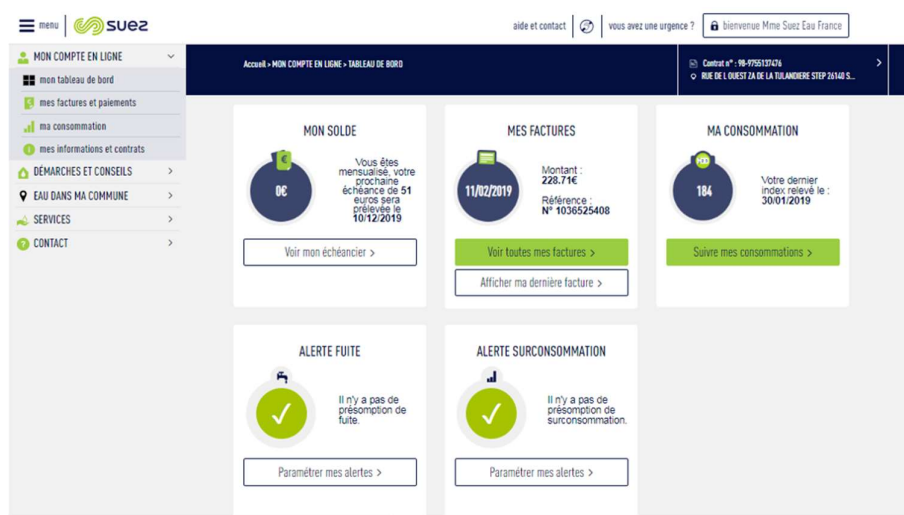 menu
suez
aide et contact
vous avez une urgence ?
bienvenue Mme Suez Eau France
MON COMPTE EN LIGNE
mon tableau de bord
mes factures et paiements
ma consommation
mes informations et contrats
DÉMARCHES ET CONSEILS
EAU DANS MA COMMUNE
SERVICES
CONTACT
Accueil > MON COMPTE EN LIGNE > TABLEAU DE BORD
Contrat n° : 98-9755137476
RUE DE L OUEST ZA DE LA TULANDIERE STEP 26140 S...
MON SOLDE
0€
Vous êtes
mensualisé, votre
prochaine
échéance de 51
euros sera
prélevée le
10/12/2019
Voir mon échéancier >
MES FACTURES
11/02/2019
Montant :
228.71€
Référence :
N° 1036525408
Voir toutes mes factures >
Afficher ma dernière facture >
MA CONSOMMATION
184
Votre dernier
index relevé le :
30/01/2019
Suivre mes consommations >
ALERTE FUITE
Il n'y a pas de
présomption de
fuite.
Paramétrer mes alertes >
ALERTE SURCONSOMMATION
Il n'y a pas de
présomption de
surconsommation.
Paramétrer mes alertes >